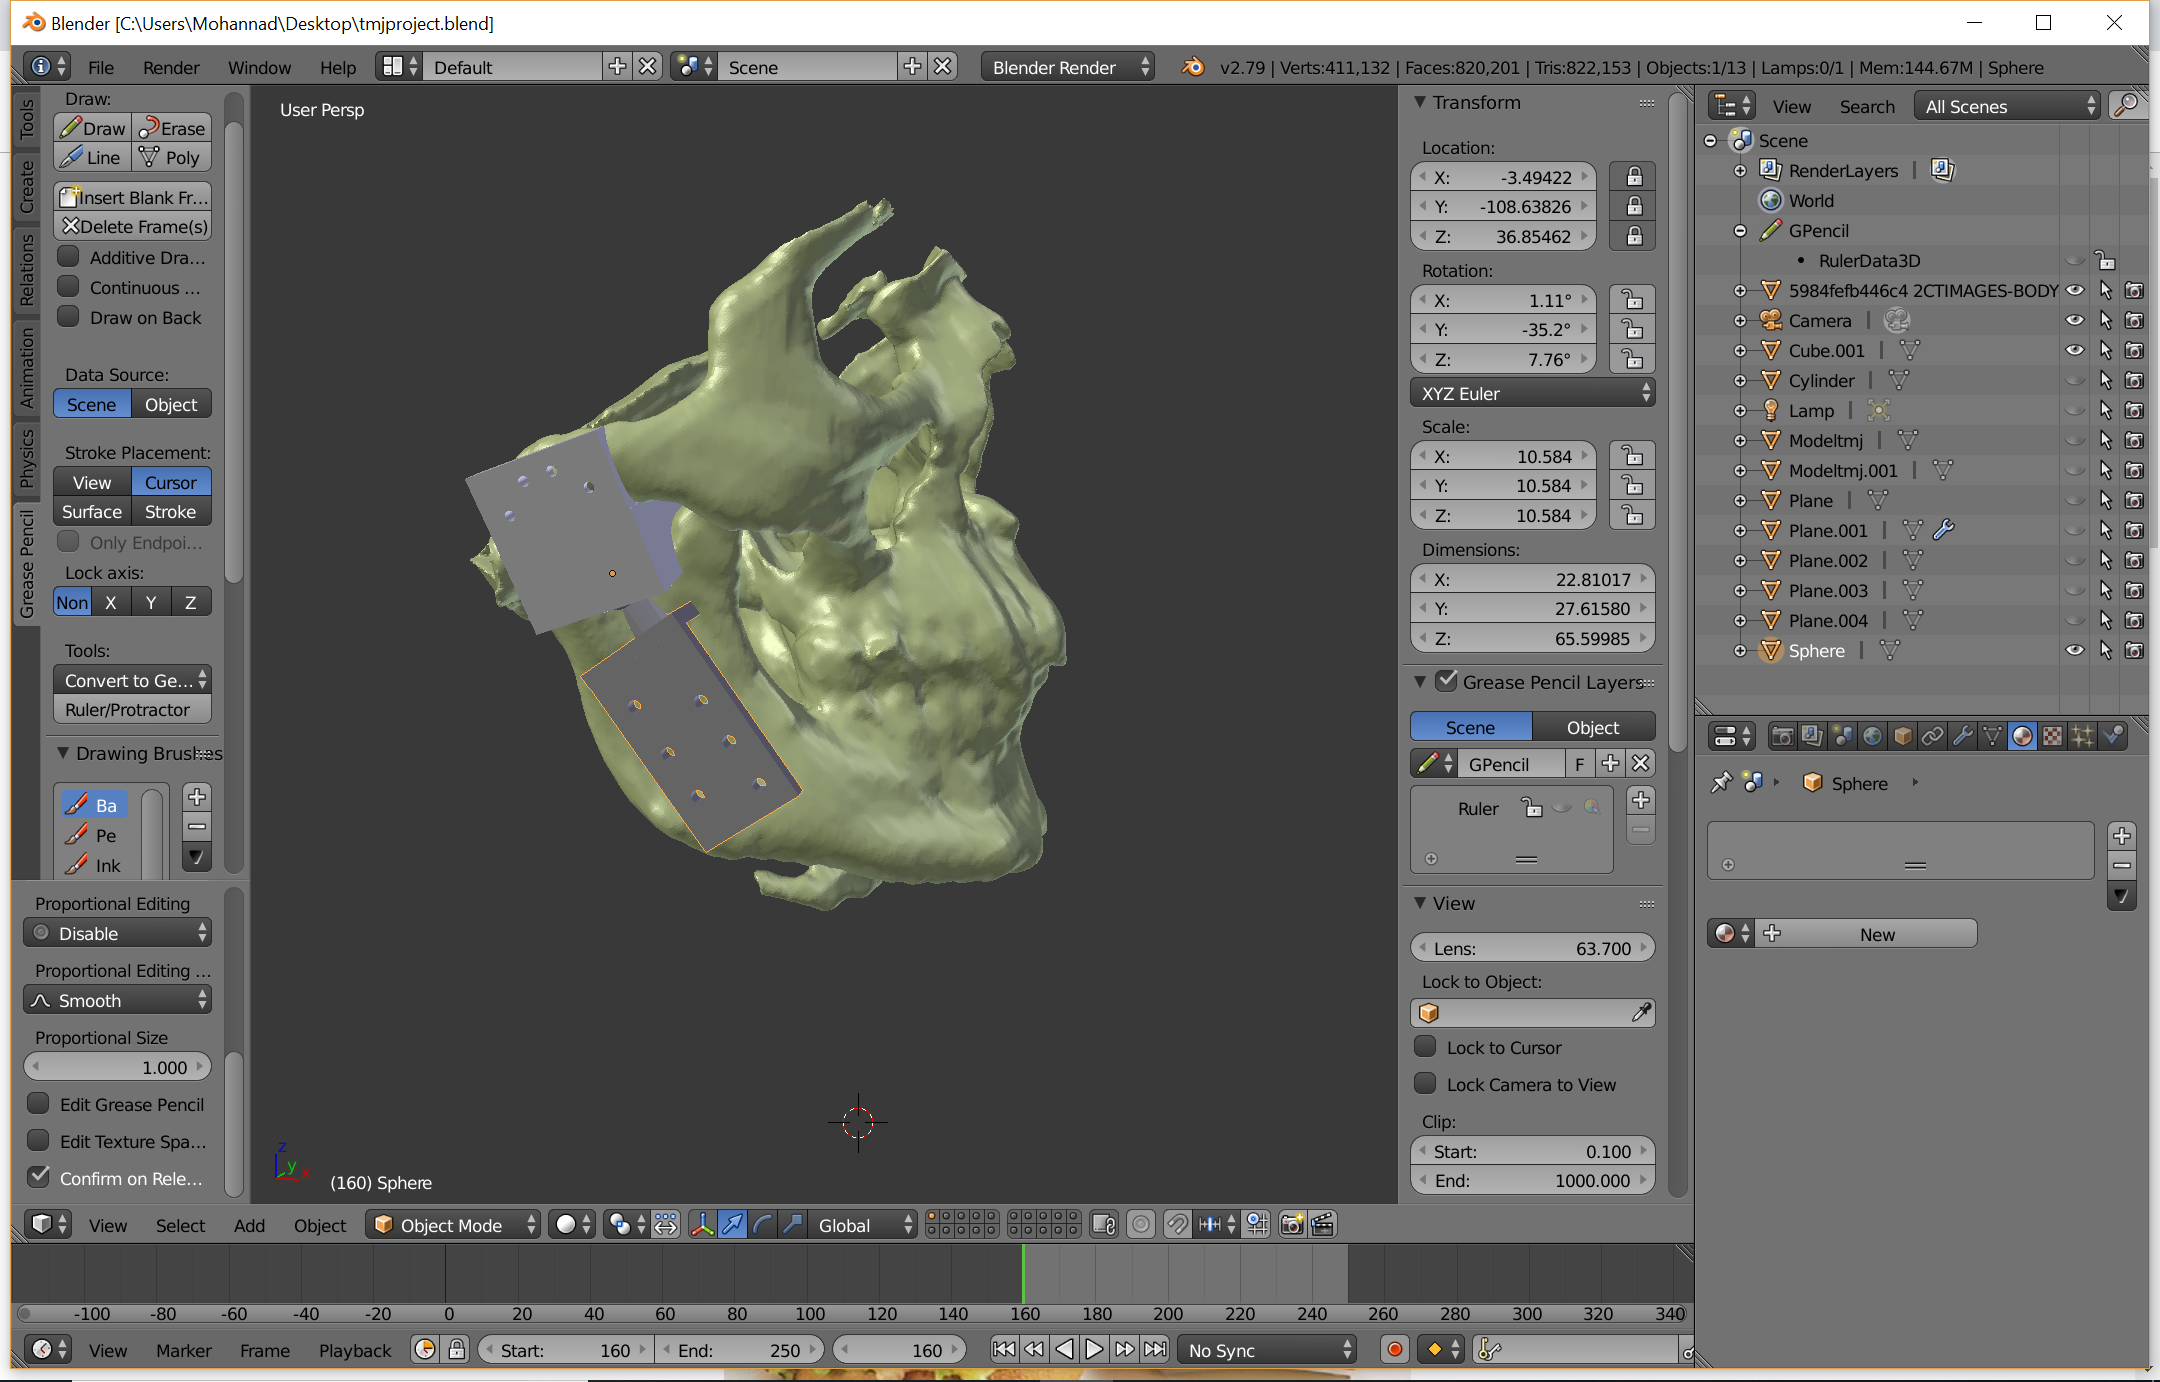 Blender [C:\Users\Mohannad\Desktop\tmjproject.blend]
File Render Window Help Default Scene Blender Render v2.79 | Verts:411,132 | Faces:820,201 | Tris:822,153 | Objects:1/13 | Lamps:0/1 | Mem:144.67M | Sphere
Tools
Create
Relations
Animation
Physics
Grease Pencil
Draw:
Draw Erase
Line Poly
Insert Blank Fr...
Delete Frame(s)
Additive Dra...
Continuous ...
Draw on Back
Data Source:
Scene Object
Stroke Placement:
View Cursor
Surface Stroke
Only Endpoi...
Lock axis:
Non X Y Z
Tools:
Convert to Ge...
Ruler/Protractor
Drawing Brushes
Ba
Pe
Ink
Proportional Editing
Disable
Proportional Editing ...
Smooth
Proportional Size
1.000
Edit Grease Pencil
Edit Texture Spa...
Confirm on Rele...
User Persp
z
y
x
(160) Sphere
Transform
Location:
X: -3.49422
Y: -108.63826
Z: 36.85462
Rotation:
X: 1.11°
Y: -35.2°
Z: 7.76°
XYZ Euler
Scale:
X: 10.584
Y: 10.584
Z: 10.584
Dimensions:
X: 22.81017
Y: 27.61580
Z: 65.59985
Grease Pencil Layers
Scene Object
GPencil F
Ruler
View
Lens: 63.700
Lock to Object:
Lock to Cursor
Lock Camera to View
Clip:
Start: 0.100
End: 1000.000
View Search All Scenes
Scene
RenderLayers |
World
GPencil
RulerData3D
5984fefb446c4 2CTIMAGES-BODY
Camera |
Cube.001 |
Cylinder |
Lamp |
Modeltmj |
Modeltmj.001 |
Plane |
Plane.001 |
Plane.002 |
Plane.003 |
Plane.004 |
Sphere |
Sphere
New
View Select Add Object Object Mode Global
-100 -80 -60 -40 -20 0 20 40 60 80 100 120 140 160 180 200 220 240 260 280 300 320 340
View Marker Frame Playback Start: 160 End: 250 160 No Sync